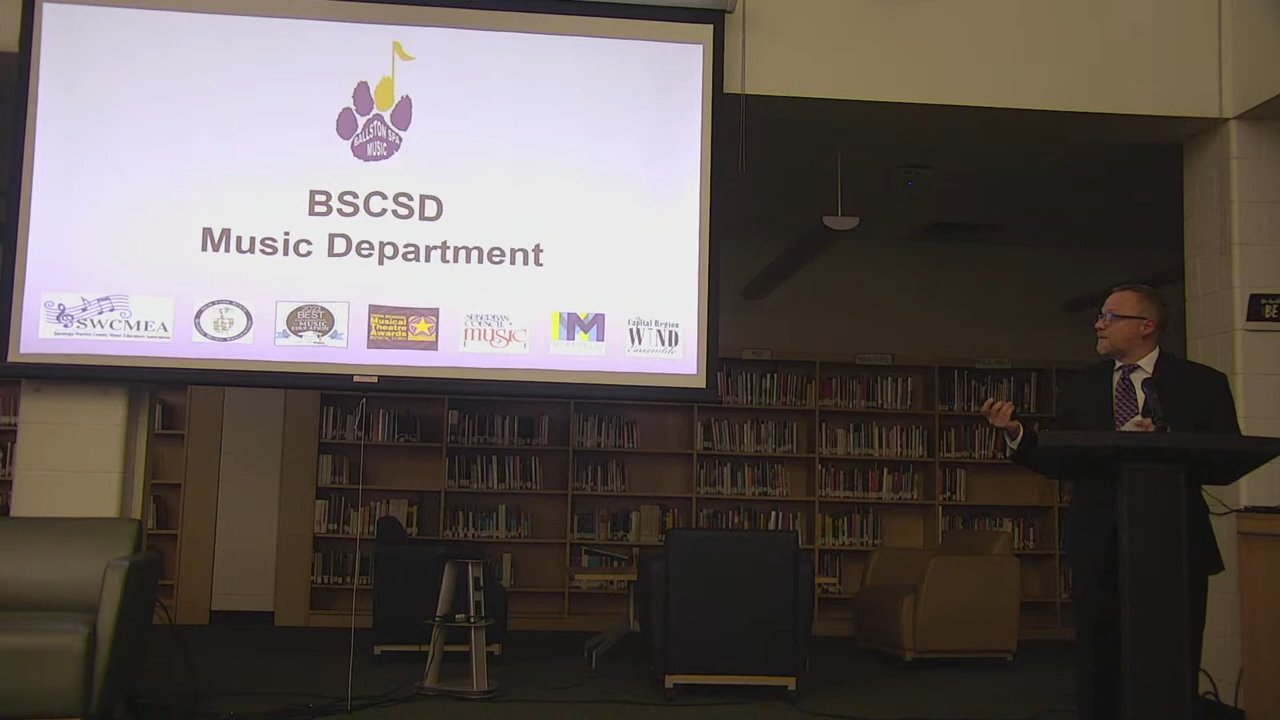 BALLSTON SPA
MUSIC
BSCSD
Music Department
SWCMEA
BEST
MUSIC
EDUCATION
Musical
Theatre
Awards
SUBURBAN
COUNCIL
music
Capital Region
WIND
Ensemble
BE